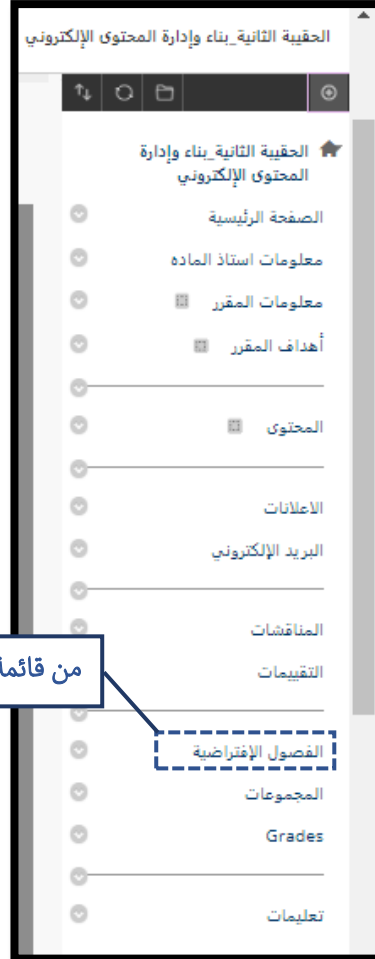 الحقيبة الثانية_بناء وإدارة المحتوى الإلكتروني
الحقيبة الثانية_بناء وإدارة
المحتوى الإلكتروني
الصفحة الرئيسية
معلومات استاذ الماده
معلومات المقرر
أهداف المقرر
المحتوى
الاعلانات
البريد الإلكتروني
المناقشات
التقييمات
من قائمة
الفصول الإفتراضية
المجموعات
Grades
تعليمات